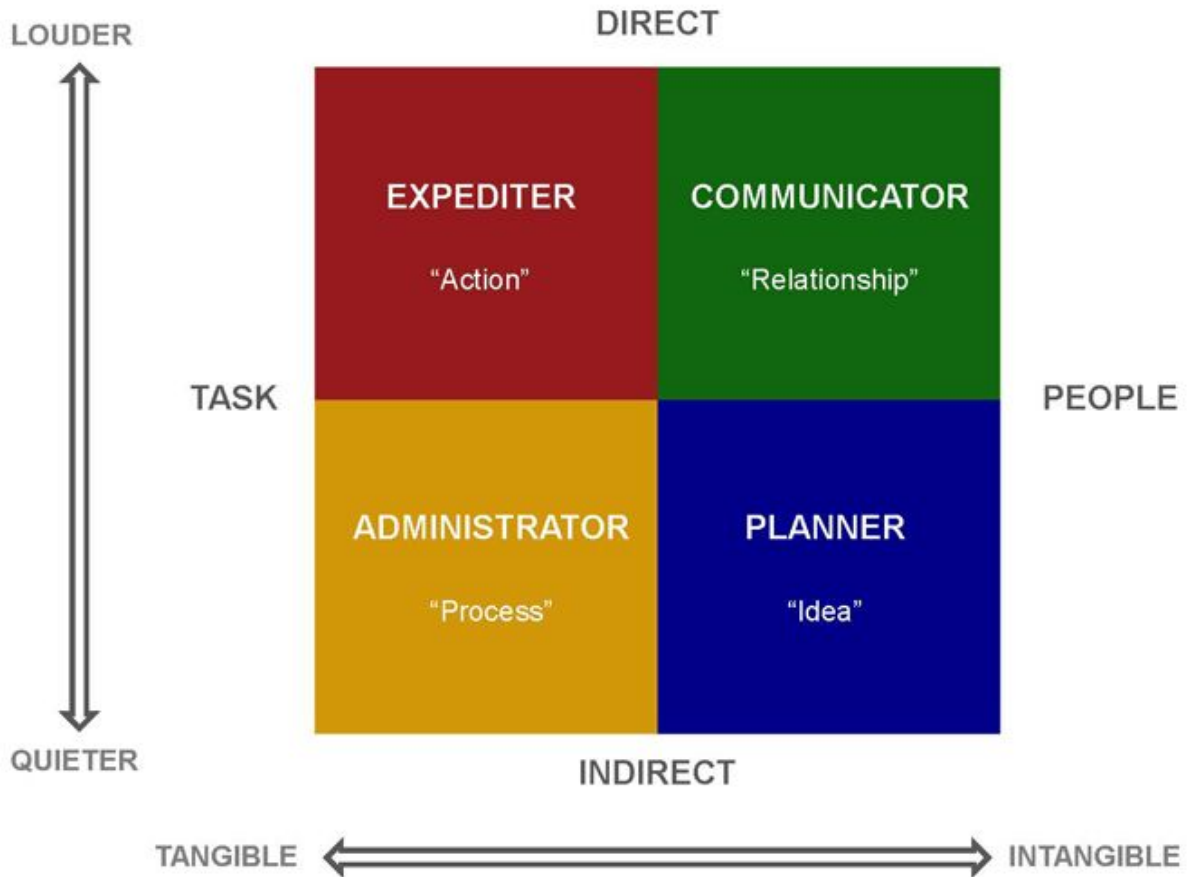 DIRECT
LOUDER
EXPEDITER
COMMUNICATOR
“Action”
“Relationship”
TASK
PEOPLE
ADMINISTRATOR
PLANNER
“Process”
“Idea”
QUIETER
INDIRECT
TANGIBLE
INTANGIBLE